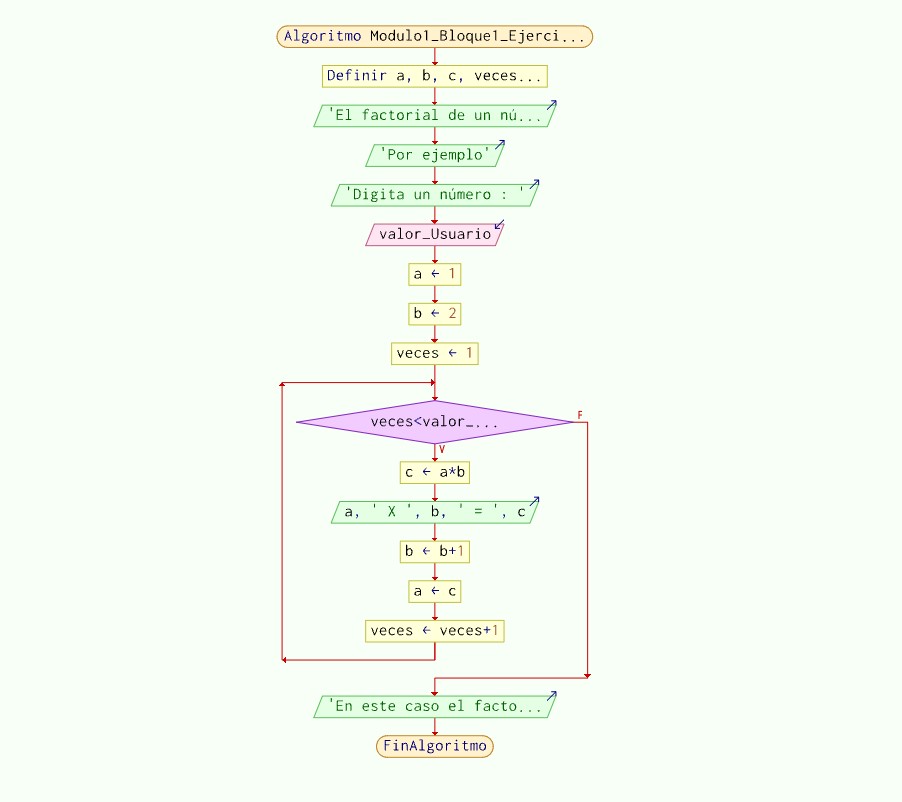 Algoritmo Modulo1_Bloque1_Ejerci...
Definir a, b, c, veces...
'El factorial de un nú...
'Por ejemplo'
'Digita un número : '
valor_Usuario
a ← 1
b ← 2
veces ← 1
veces<valor_...
F
V
c ← a*b
a, ' X ', b, ' = ', c
b ← b+1
a ← c
veces ← veces+1
'En este caso el facto...
FinAlgoritmo